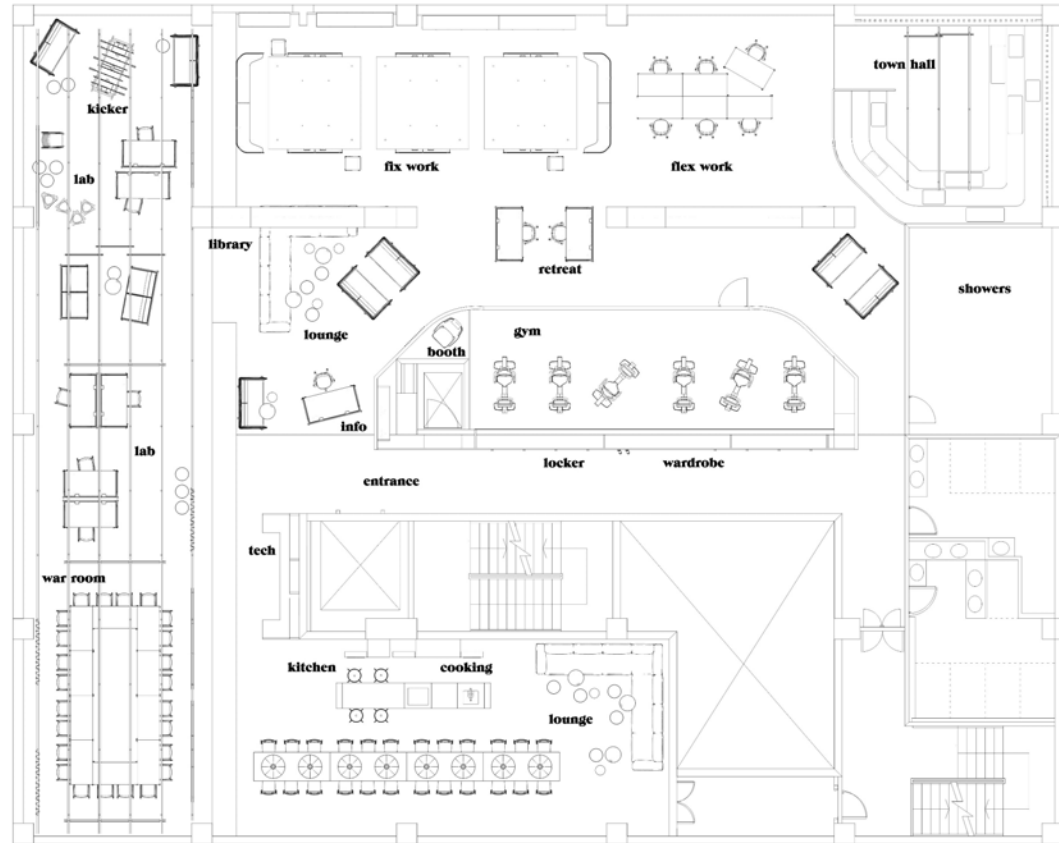 town hall
kicker
fix work
flex work
lab
library
retreat
showers
lounge
gym
booth
info
lab
locker
wardrobe
entrance
tech
war room
kitchen
cooking
lounge